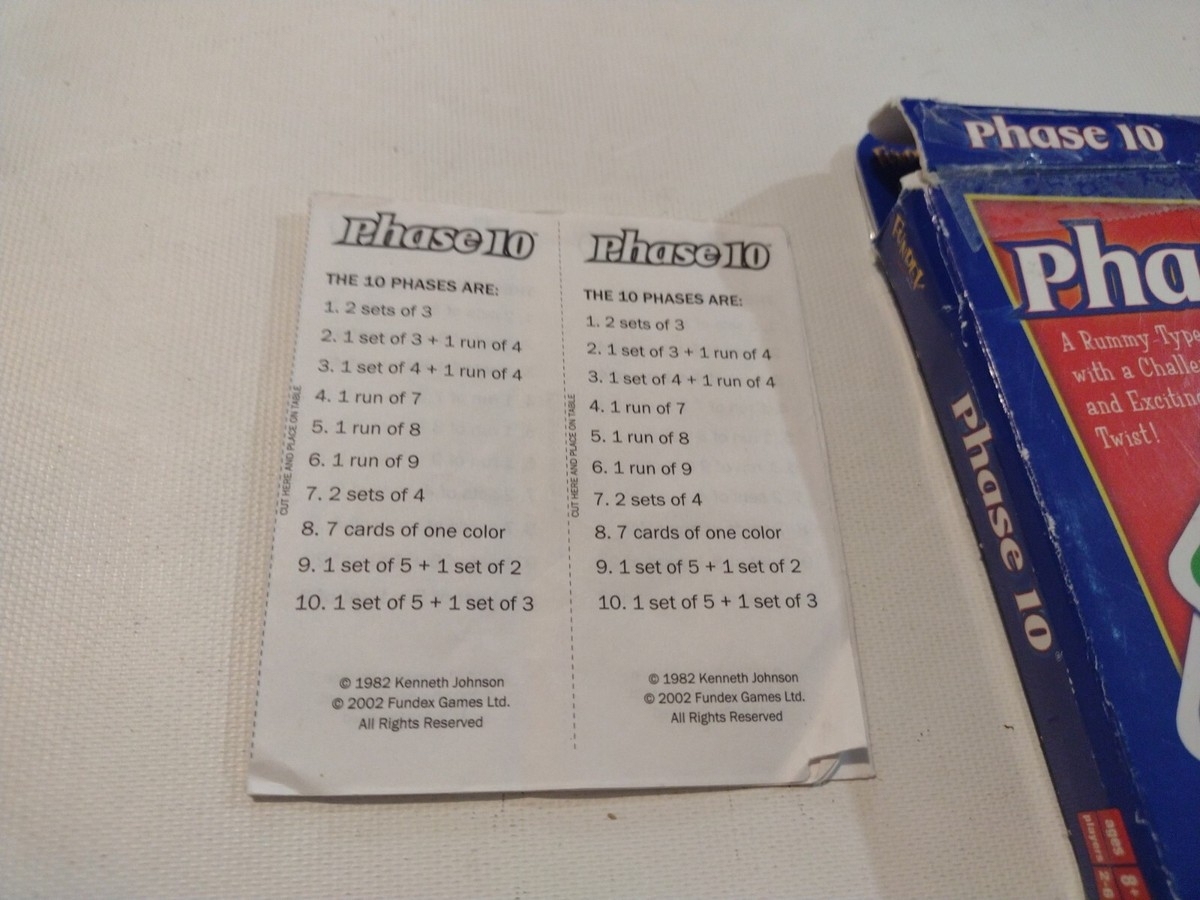 Phase 10
THE 10 PHASES ARE:
1. 2 sets of 3
2. 1 set of 3 + 1 run of 4
3. 1 set of 4 + 1 run of 4
4. 1 run of 7
5. 1 run of 8
6. 1 run of 9
7. 2 sets of 4
8. 7 cards of one color
9. 1 set of 5 + 1 set of 2
10. 1 set of 5 + 1 set of 3
© 1982 Kenneth Johnson
© 2002 Fundex Games Ltd.
All Rights Reserved
CUT HERE AND PLACE ON TABLE
Phase 10
THE 10 PHASES ARE:
1. 2 sets of 3
2. 1 set of 3 + 1 run of 4
3. 1 set of 4 + 1 run of 4
4. 1 run of 7
5. 1 run of 8
6. 1 run of 9
7. 2 sets of 4
8. 7 cards of one color
9. 1 set of 5 + 1 set of 2
10. 1 set of 5 + 1 set of 3
© 1982 Kenneth Johnson
© 2002 Fundex Games Ltd.
All Rights Reserved
CUT HERE AND PLACE ON TABLE
Phase 10
Pha
A Rummy-Type
with a Challe
and Exciting
Twist!
Phase 10
ages 8+
players 2-6